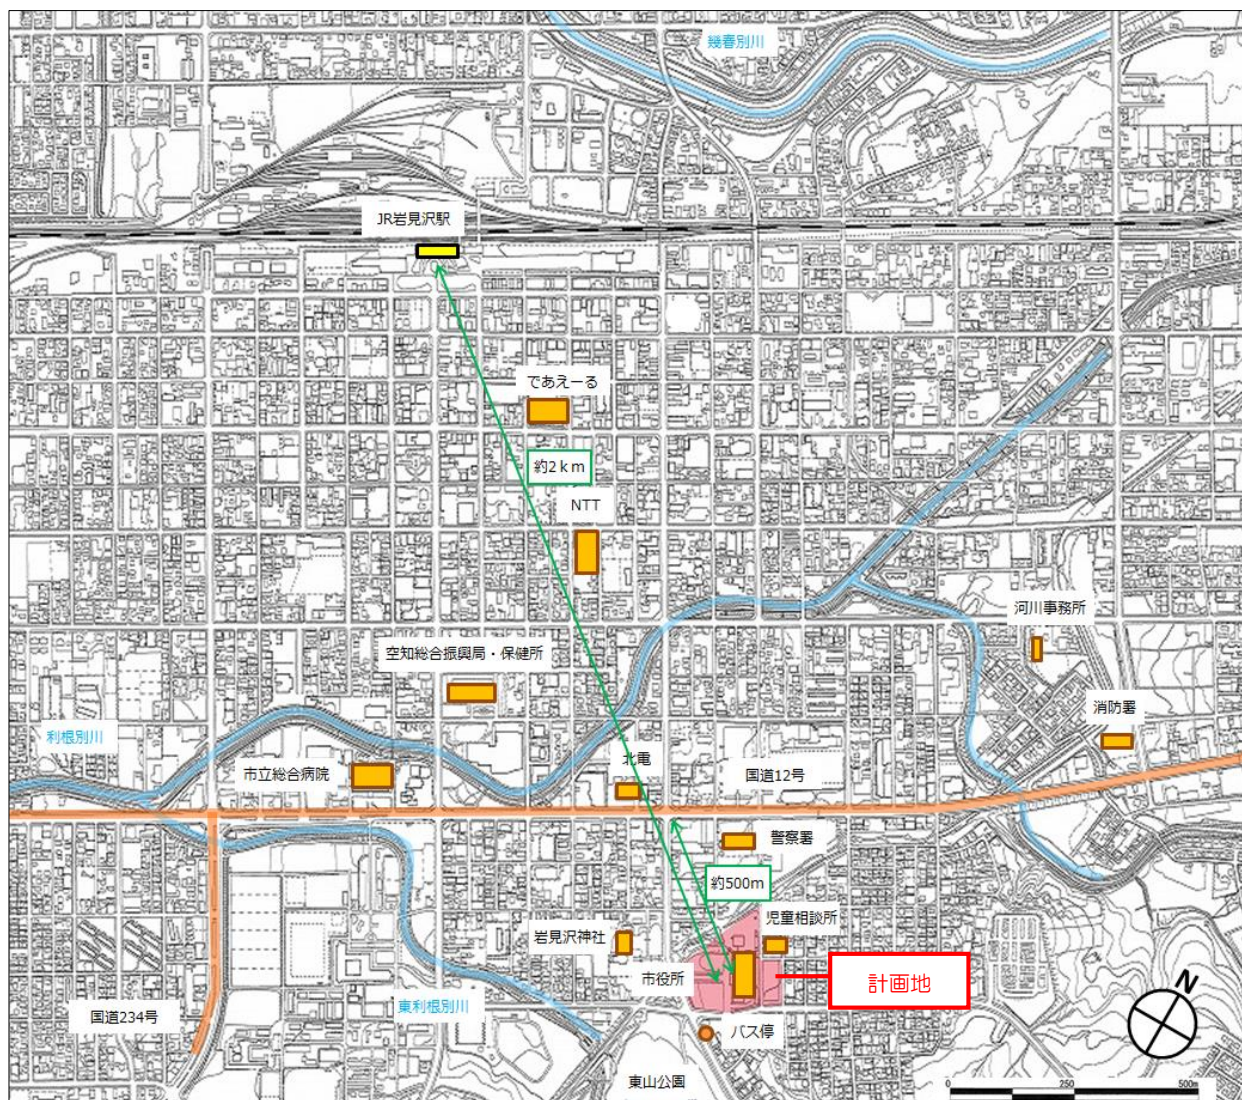 幾春別川
JR岩見沢駅
であえーる
約2km
NTT
河川事務所
空知総合振興局・保健所
消防署
利根別川
北電
市立総合病院
国道12号
警察署
約500m
児童相談所
岩見沢神社
市役所
計画地
N
東利根別川
国道234号
バス停
東山公園
0 250 500m